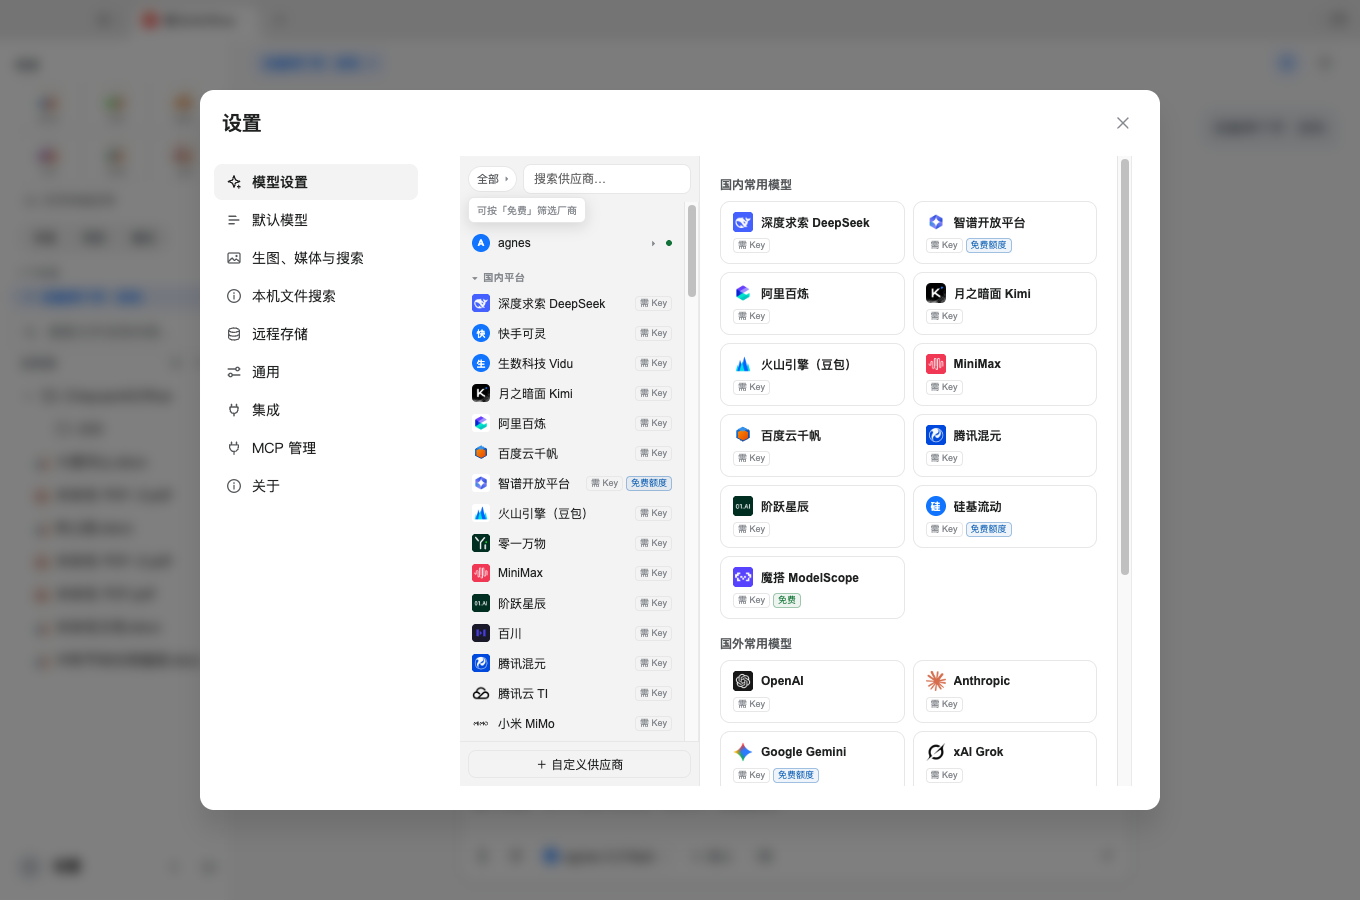 设置
模型设置
默认模型
生图、媒体与搜索
本机文件搜索
远程存储
通用
集成
MCP 管理
关于
全部
搜索供应商...
可按「免费」筛选厂商
agnes
国内平台
深度求索 DeepSeek 需 Key
快手可灵 需 Key
生数科技 Vidu 需 Key
月之暗面 Kimi 需 Key
阿里百炼 需 Key
百度云千帆 需 Key
智谱开放平台 需 Key 免费额度
火山引擎（豆包） 需 Key
零一万物 需 Key
MiniMax 需 Key
阶跃星辰 需 Key
百川 需 Key
腾讯混元 需 Key
腾讯云 TI 需 Key
小米 MiMo 需 Key
+ 自定义供应商
国内常用模型
深度求索 DeepSeek
需 Key
智谱开放平台
需 Key 免费额度
阿里百炼
需 Key
月之暗面 Kimi
需 Key
火山引擎（豆包）
需 Key
MiniMax
需 Key
百度云千帆
需 Key
腾讯混元
需 Key
阶跃星辰
需 Key
硅基流动
需 Key 免费额度
魔搭 ModelScope
需 Key 免费
国外常用模型
OpenAI
需 Key
Anthropic
需 Key
Google Gemini
需 Key 免费额度
xAI Grok
需 Key